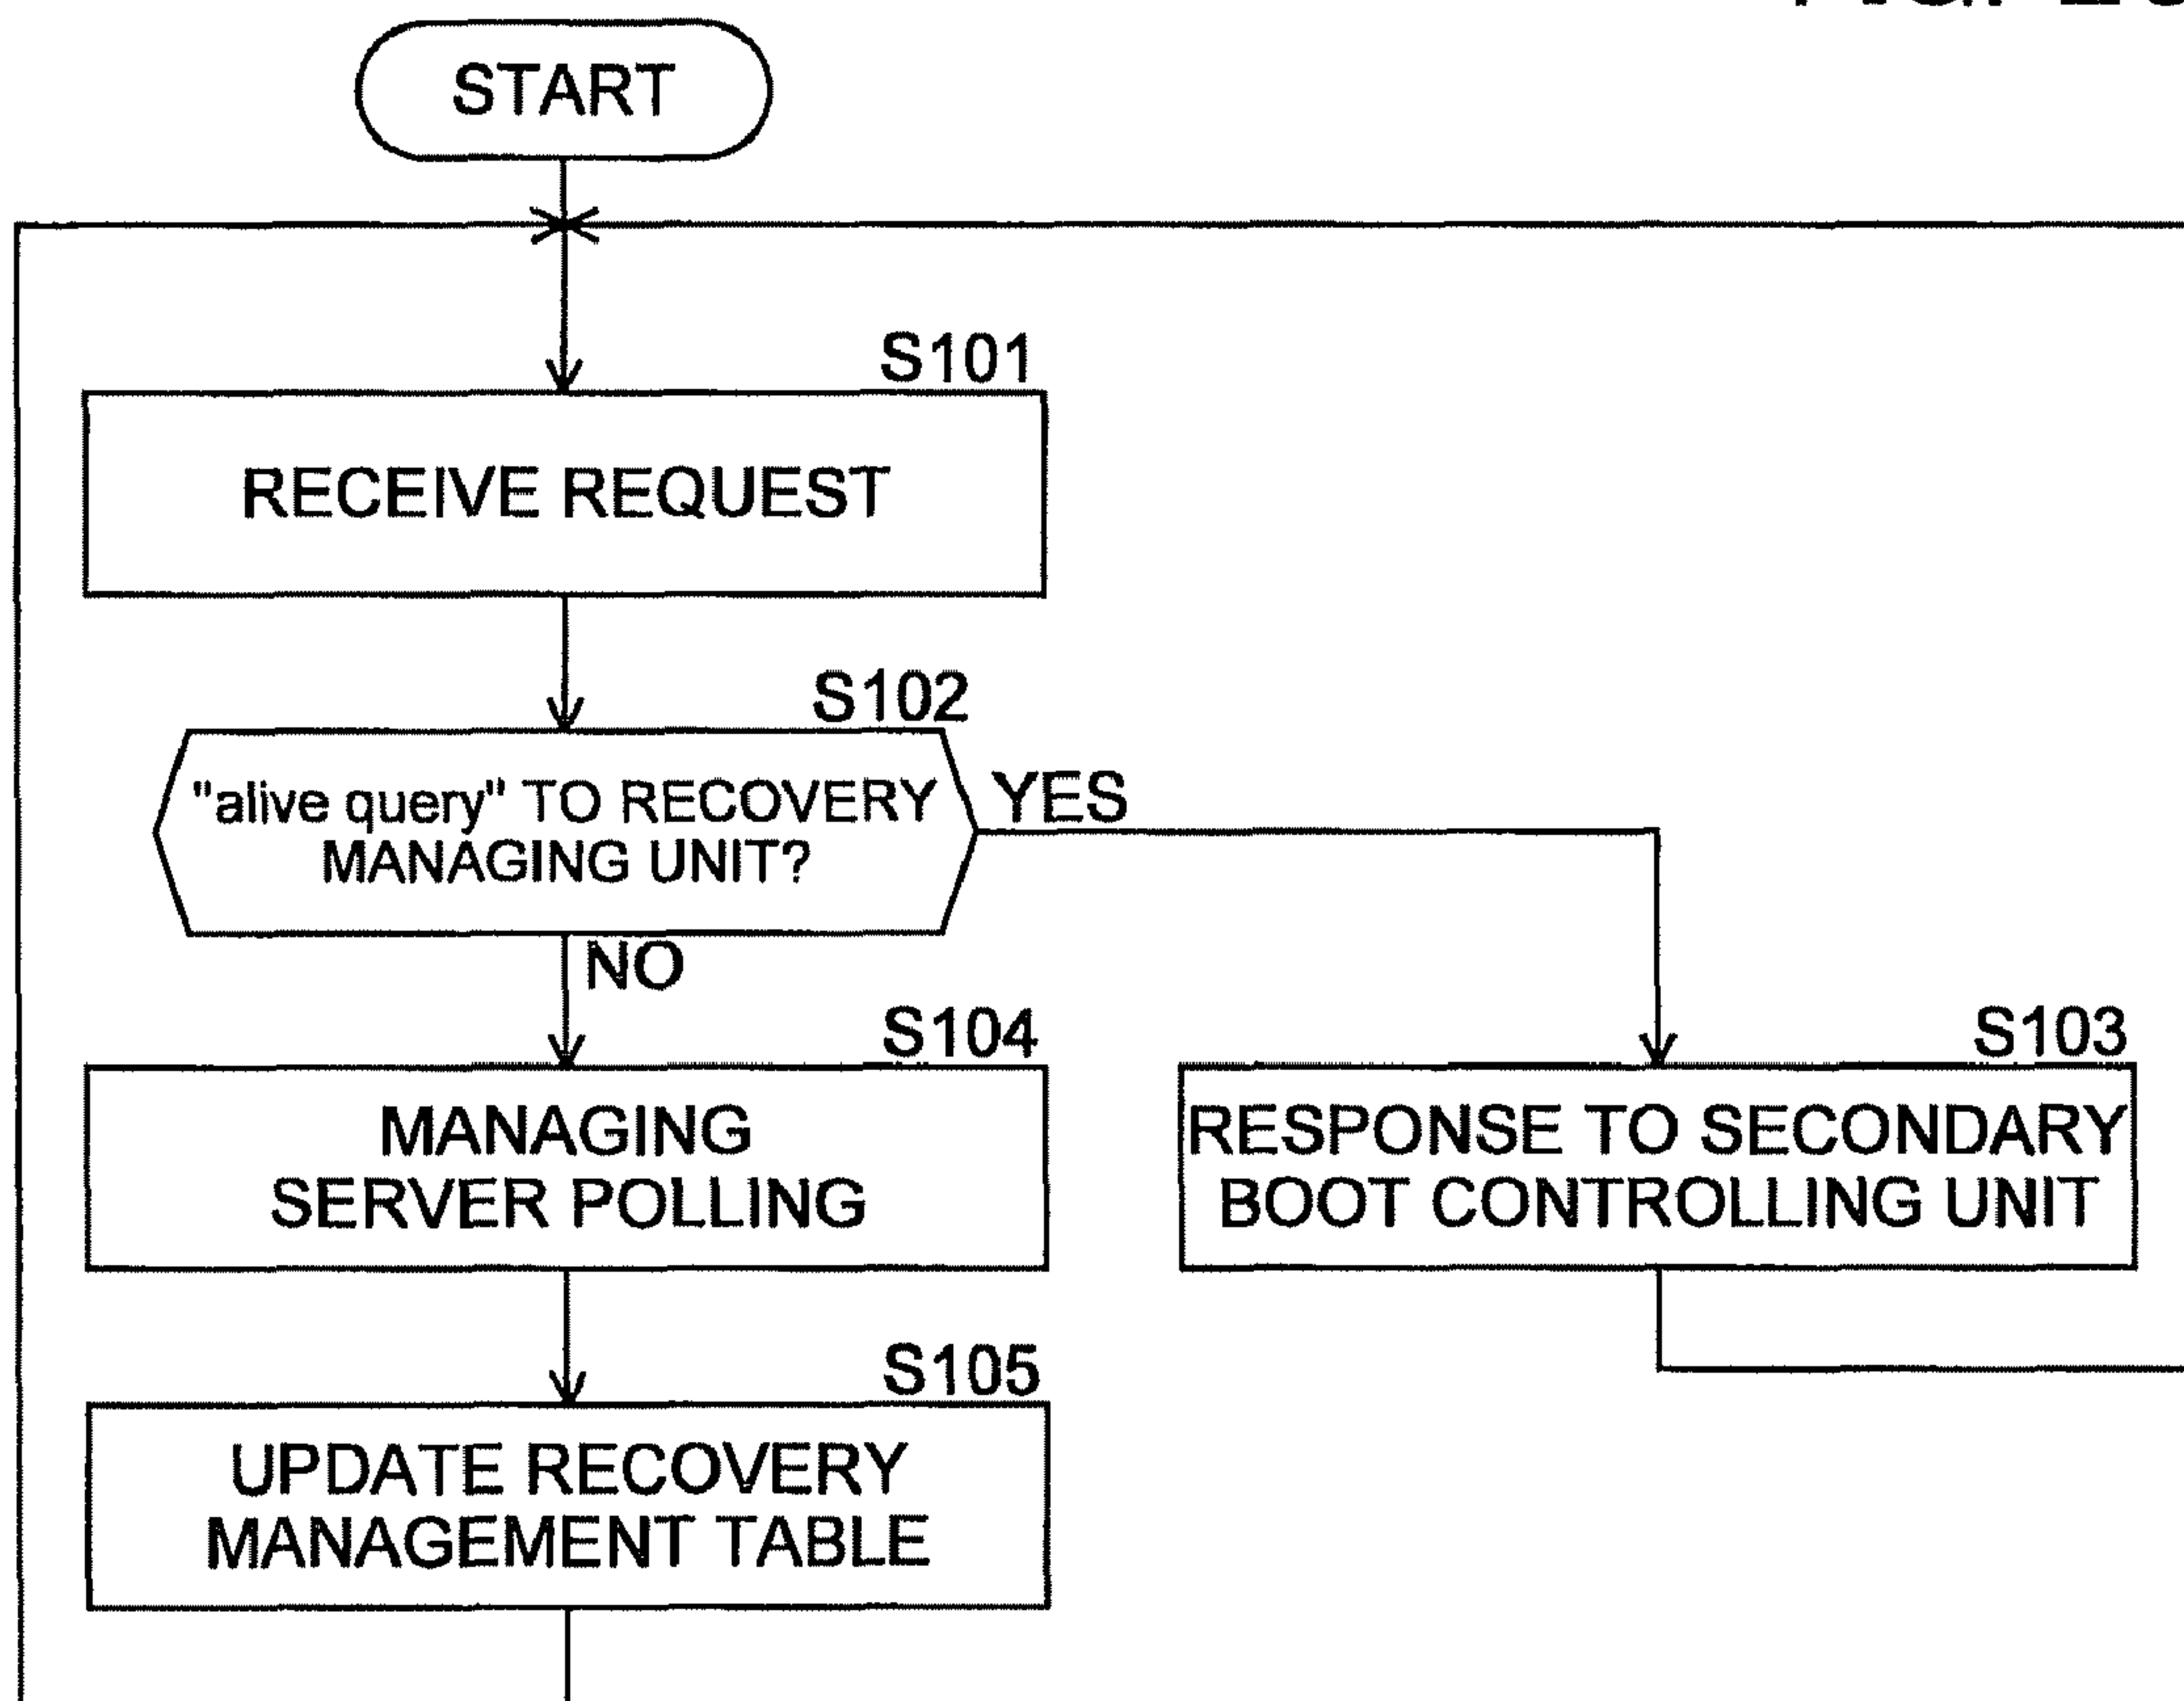 START
S101
RECEIVE REQUEST
S102
"alive query" TO RECOVERY
MANAGING UNIT?
YES
NO
S104
MANAGING
SERVER POLLING
S103
RESPONSE TO SECONDARY
BOOT CONTROLLING UNIT
S105
UPDATE RECOVERY
MANAGEMENT TABLE